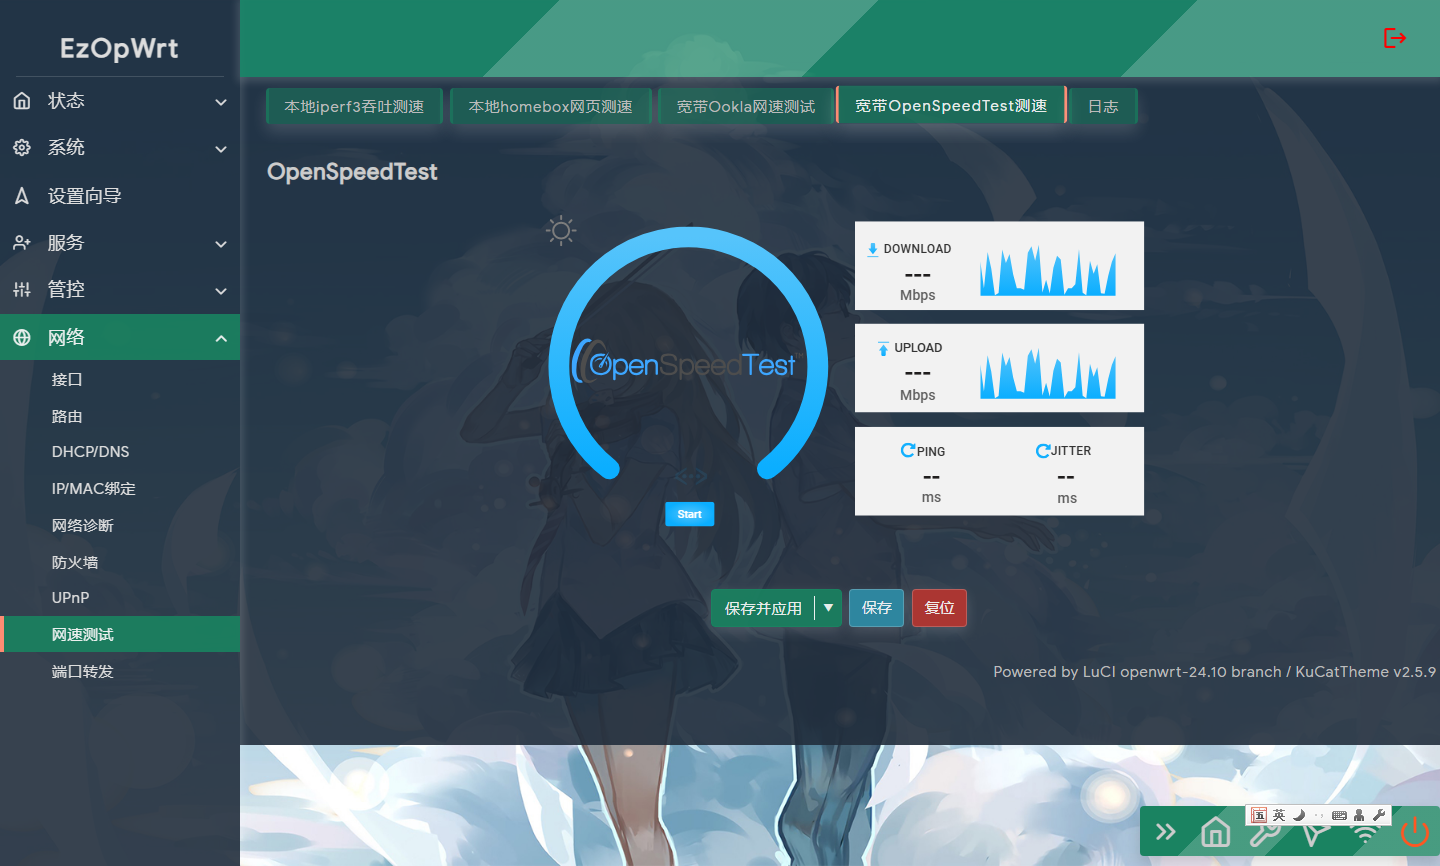 EzOpWrt
状态
系统
设置向导
服务
管控
网络
接口
路由
DHCP/DNS
IP/MAC绑定
网络诊断
防火墙
UPnP
网速测试
端口转发
本地iperf3吞吐测速
本地homebox网页测速
宽带Ookla网速测试
宽带OpenSpeedTest测速
日志
OpenSpeedTest
OpenSpeedTest
Start
DOWNLOAD
---
Mbps
UPLOAD
---
Mbps
PING
JITTER
--
--
ms
ms
保存并应用
保存
复位
Powered by LuCI openwrt-24.10 branch / KuCatTheme v2.5.9
五 英